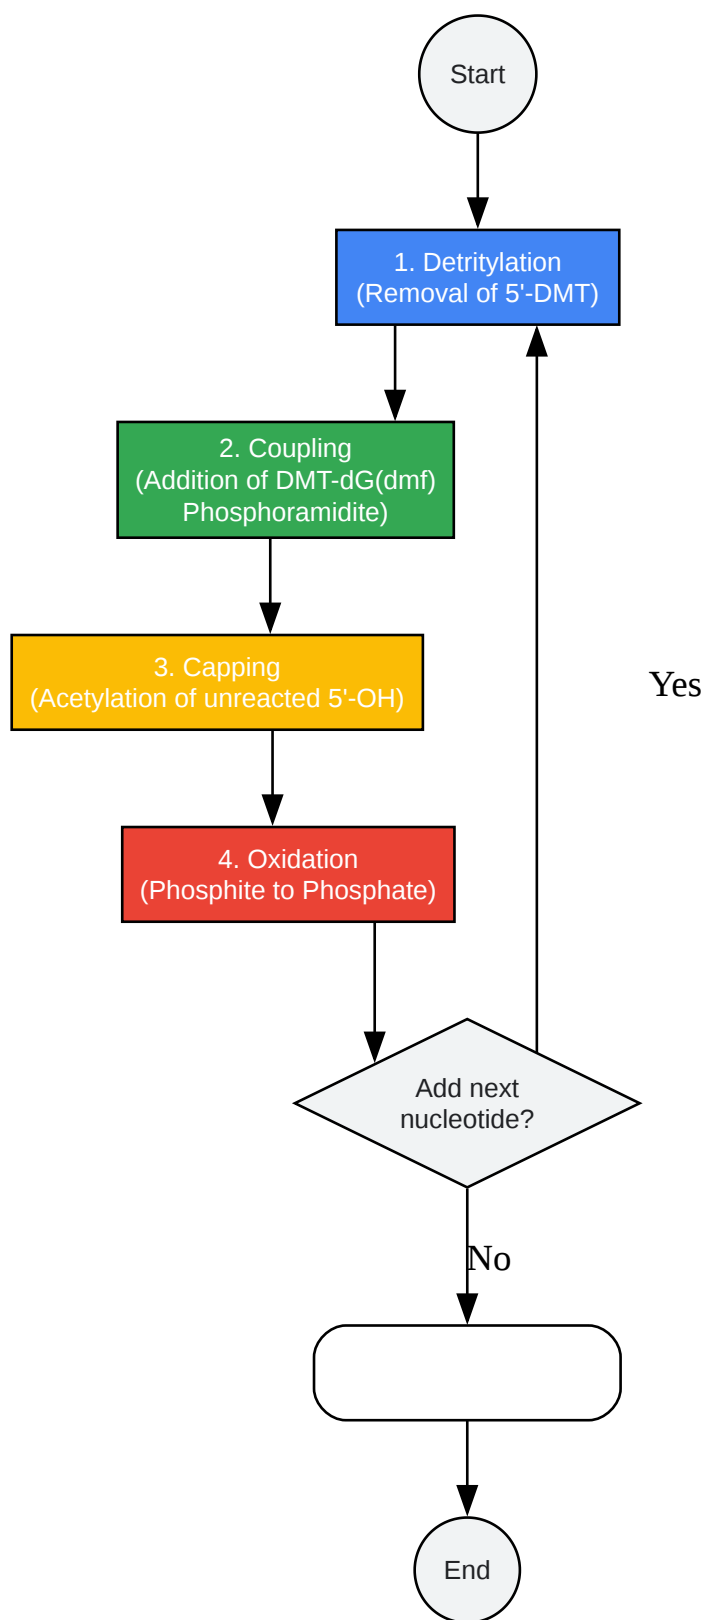 Start
1. Detritylation
(Removal of 5'-DMT)
2. Coupling
(Addition of DMT-dG(dmf)
Phosphoramidite)
3. Capping
(Acetylation of unreacted 5'-OH)
Yes
4. Oxidation
(Phosphite to Phosphate)
Add next
nucleotide?
No
End